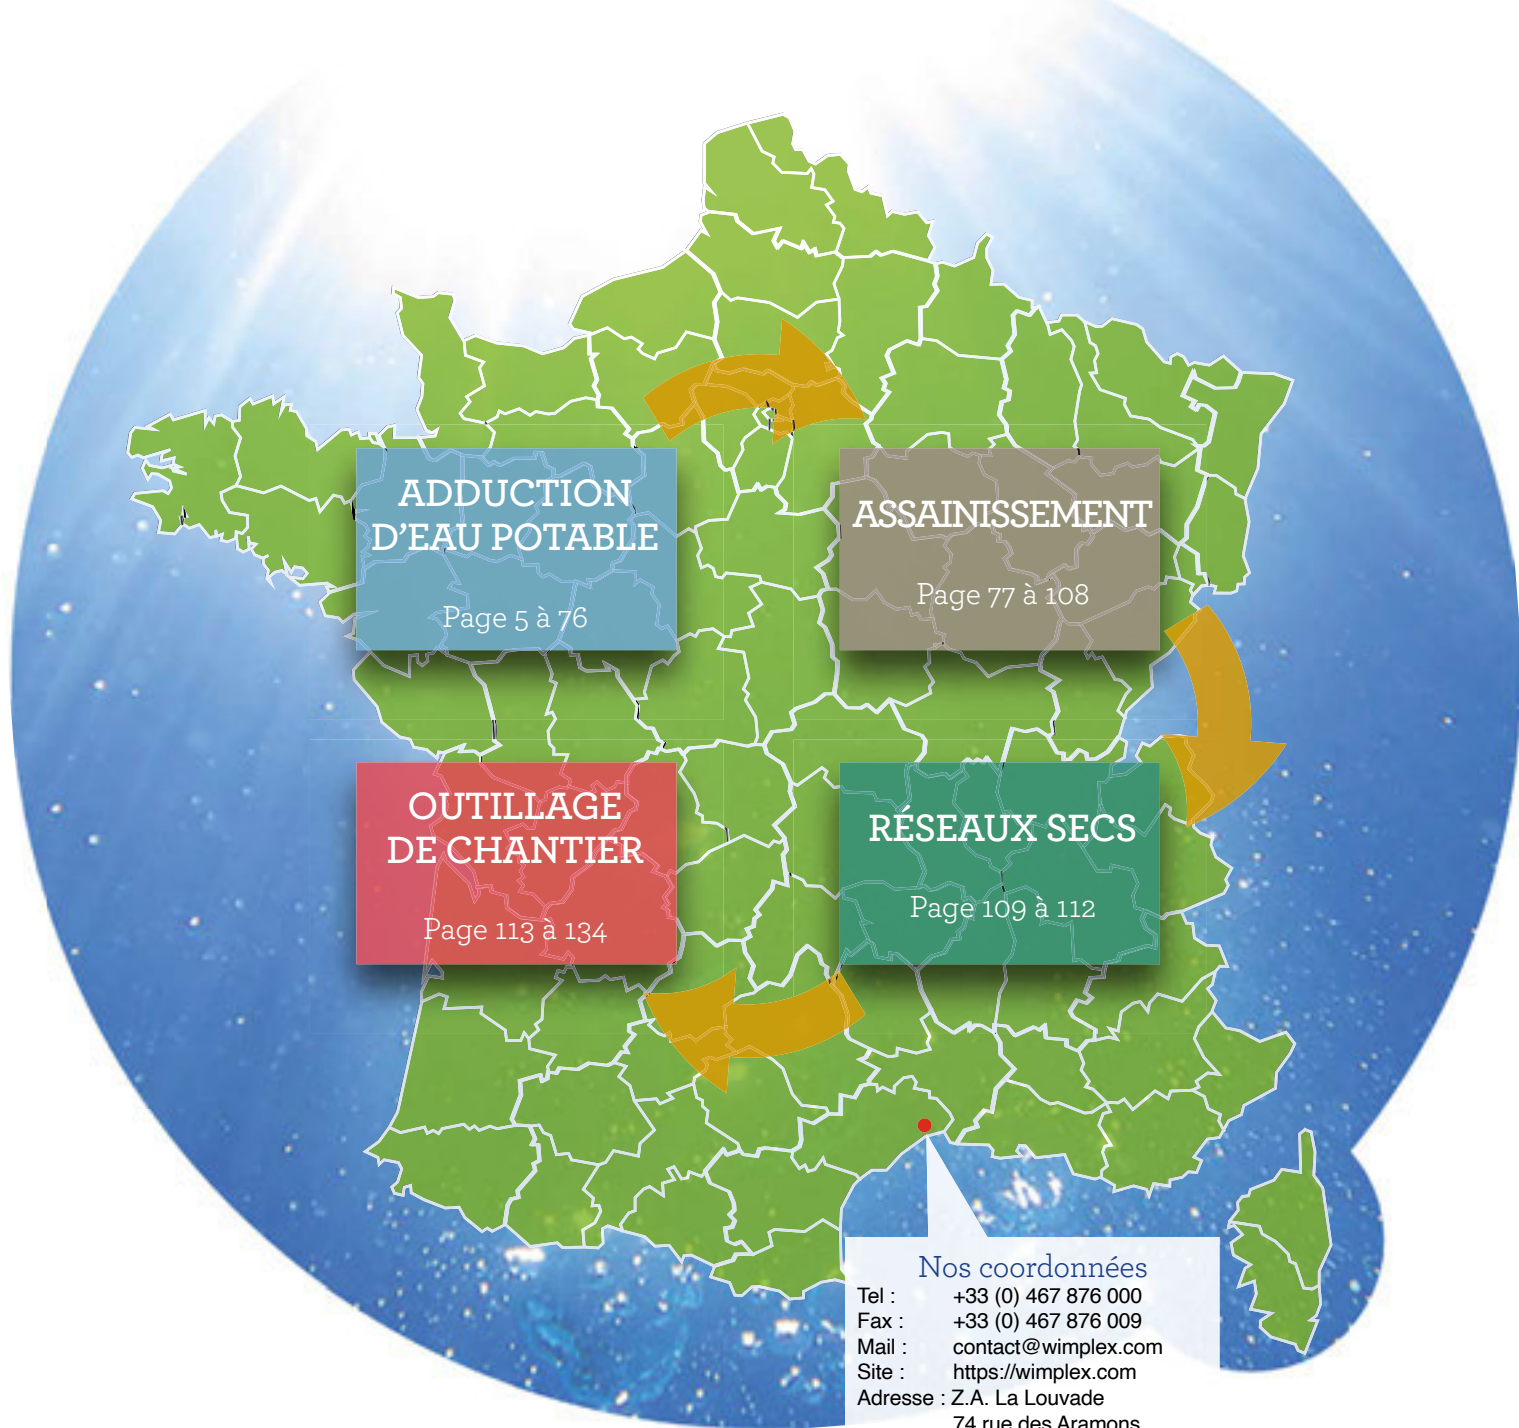 ADDUCTION
D'EAU POTABLE
Page 5 à 76
ASSAINISSEMENT
Page 77 à 108
OUTILLAGE
DE CHANTIER
Page 113 à 134
RÉSEAUX SECS
Page 109 à 112
Nos coordonnées
Tel : +33 (0) 467 876 000
Fax : +33 (0) 467 876 009
Mail : contact@wimplex.com
Site : https://wimplex.com
Adresse : Z.A. La Louvade
74 rue des Aramons